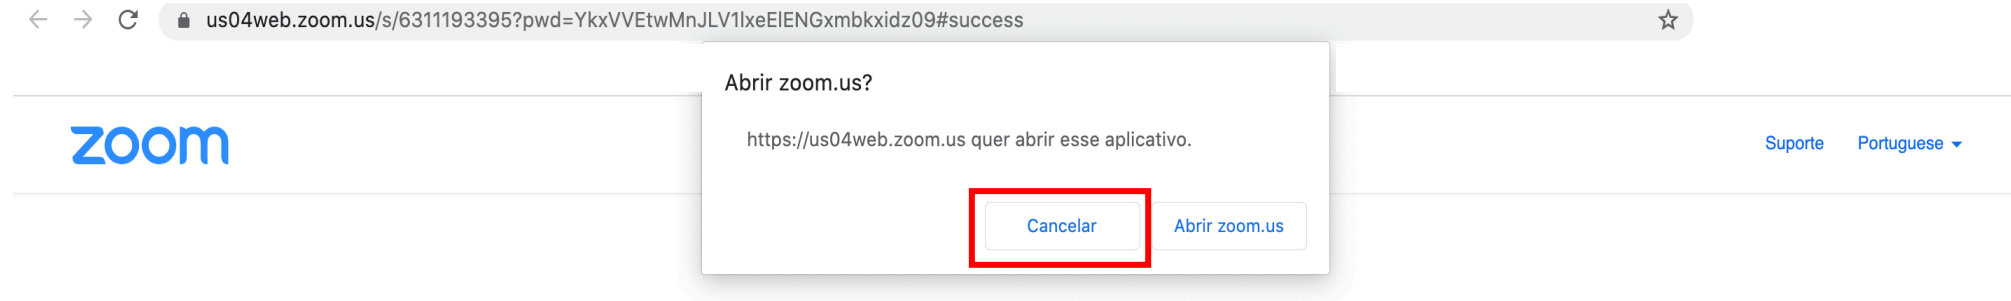 us04web.zoom.us/s/6311193395?pwd=YkxVVEtwMnJLV1lxeElENGxmbkxidz09#success
Abrir zoom.us?
https://us04web.zoom.us quer abrir esse aplicativo.
zoom
Suporte Portuguese
Cancelar Abrir zoom.us